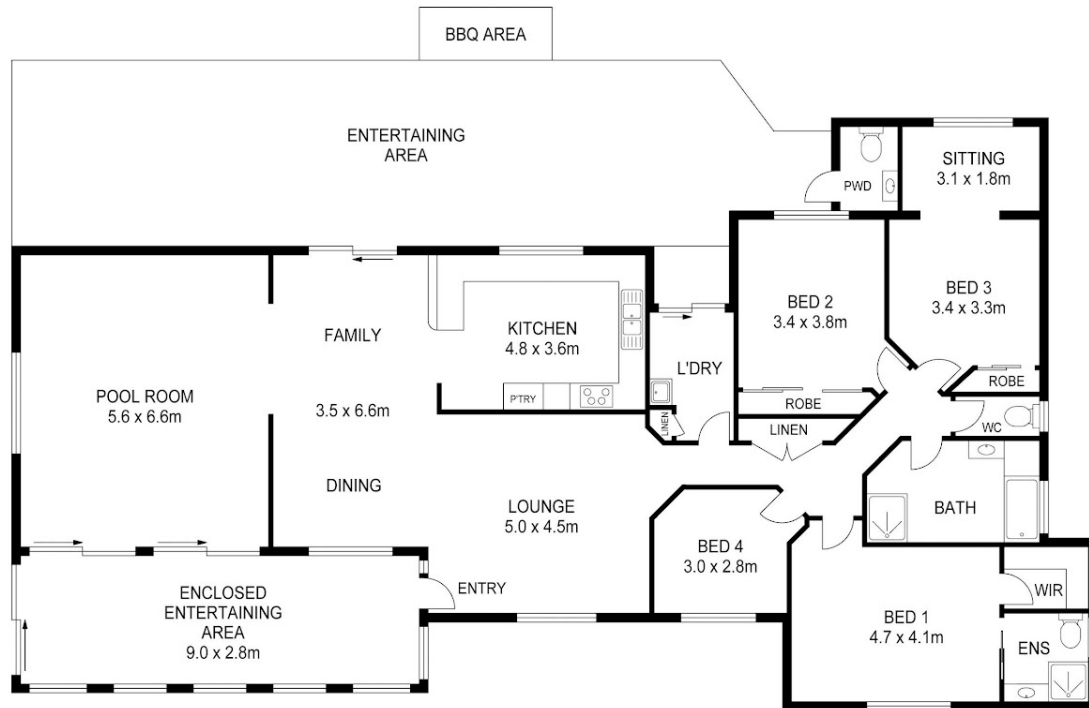 BBQ AREA
ENTERTAINING
AREA
PWD
SITTING
3.1 x 1.8m
BED 2
3.4 x 3.8m
BED 3
3.4 x 3.3m
FAMILY
KITCHEN
4.8 x 3.6m
L'DRY
POOL ROOM
5.6 x 6.6m
3.5 x 6.6m
P'TRY
ROBE
ROBE
LINEN
LINEN
WC
DINING
LOUNGE
5.0 x 4.5m
BATH
BED 4
3.0 x 2.8m
ENCLOSED
ENTERTAINING
AREA
9.0 x 2.8m
ENTRY
WIR
BED 1
4.7 x 4.1m
ENS